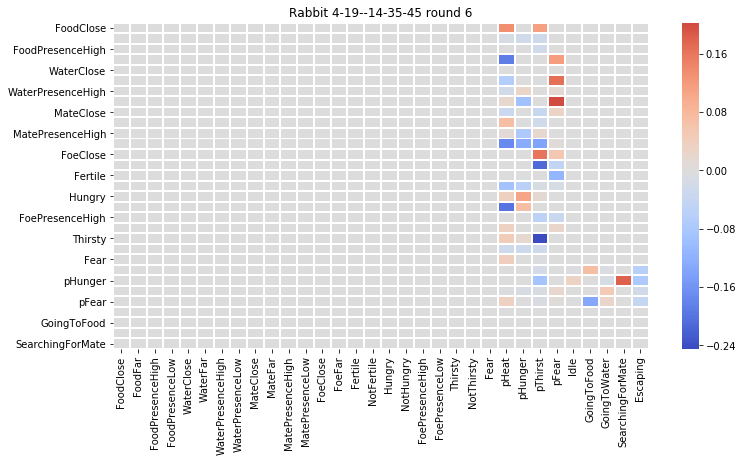 Rabbit 4-19--14-35-45 round 6
FoodClose
FoodPresenceHigh
WaterClose
WaterPresenceHigh
MateClose
MatePresenceHigh
FoeClose
Fertile
Hungry
FoePresenceHigh
Thirsty
Fear
pHunger
pFear
GoingToFood
SearchingForMate
0.16
0.08
0.00
-0.08
-0.16
-0.24
FoodClose
FoodFar
FoodPresenceHigh
FoodPresenceLow
WaterClose
WaterFar
WaterPresenceHigh
WaterPresenceLow
MateClose
MateFar
MatePresenceHigh
MatePresenceLow
FoeClose
FoeFar
Fertile
NotFertile
Hungry
NotHungry
FoePresenceHigh
FoePresenceLow
Thirsty
NotThirsty
Fear
pHeat
pHunger
pThirst
pFear
Idle
GoingToFood
GoingToWater
SearchingForMate
Escaping